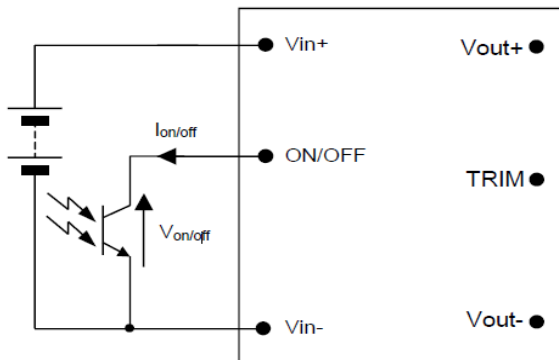 Vin+
Vout+
Ion/off
ON/OFF
TRIM
Von/off
Vin-
Vout-